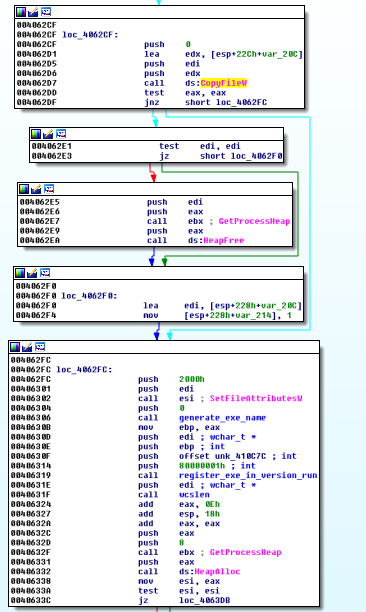 004062CF
004062CF loc_4062CF:
004062CF push 0
004062D1 lea edx, [esp+22Ch+var_20C]
004062D5 push edi
004062D6 push edx
004062D7 call ds:CopyFileW
004062DD test eax, eax
004062DF jnz short loc_4062FC
004062E1 test edi, edi
004062E3 jz short loc_4062F0
004062E5 push edi
004062E6 push eax
004062E7 call ebx ; GetProcessHeap
004062E9 push eax
004062EA call ds:HeapFree
004062F0
004062F0 loc_4062F0:
004062F0 lea edi, [esp+228h+var_20C]
004062F4 mov [esp+228h+var_214], 1
004062FC
004062FC loc_4062FC:
004062FC push 2000h
00406301 push edi
00406302 call esi ; SetFileAttributesW
00406304 push 0
00406306 call generate_exe_name
0040630B mov ebp, eax
0040630D push edi ; wchar_t *
0040630E push ebp ; int
0040630F push offset unk_410C7C ; int
00406314 push 80000001h ; int
00406319 call register_exe_in_version_run
0040631E push edi ; wchar_t *
0040631F call wcslen
00406324 add eax, 0Eh
00406327 add esp, 18h
0040632A add eax, eax
0040632C push eax
0040632D push 8
0040632F call ebx ; GetProcessHeap
00406331 push eax
00406332 call ds:HeapAlloc
00406338 mov esi, eax
0040633A test esi, esi
0040633C jz loc_4063DB